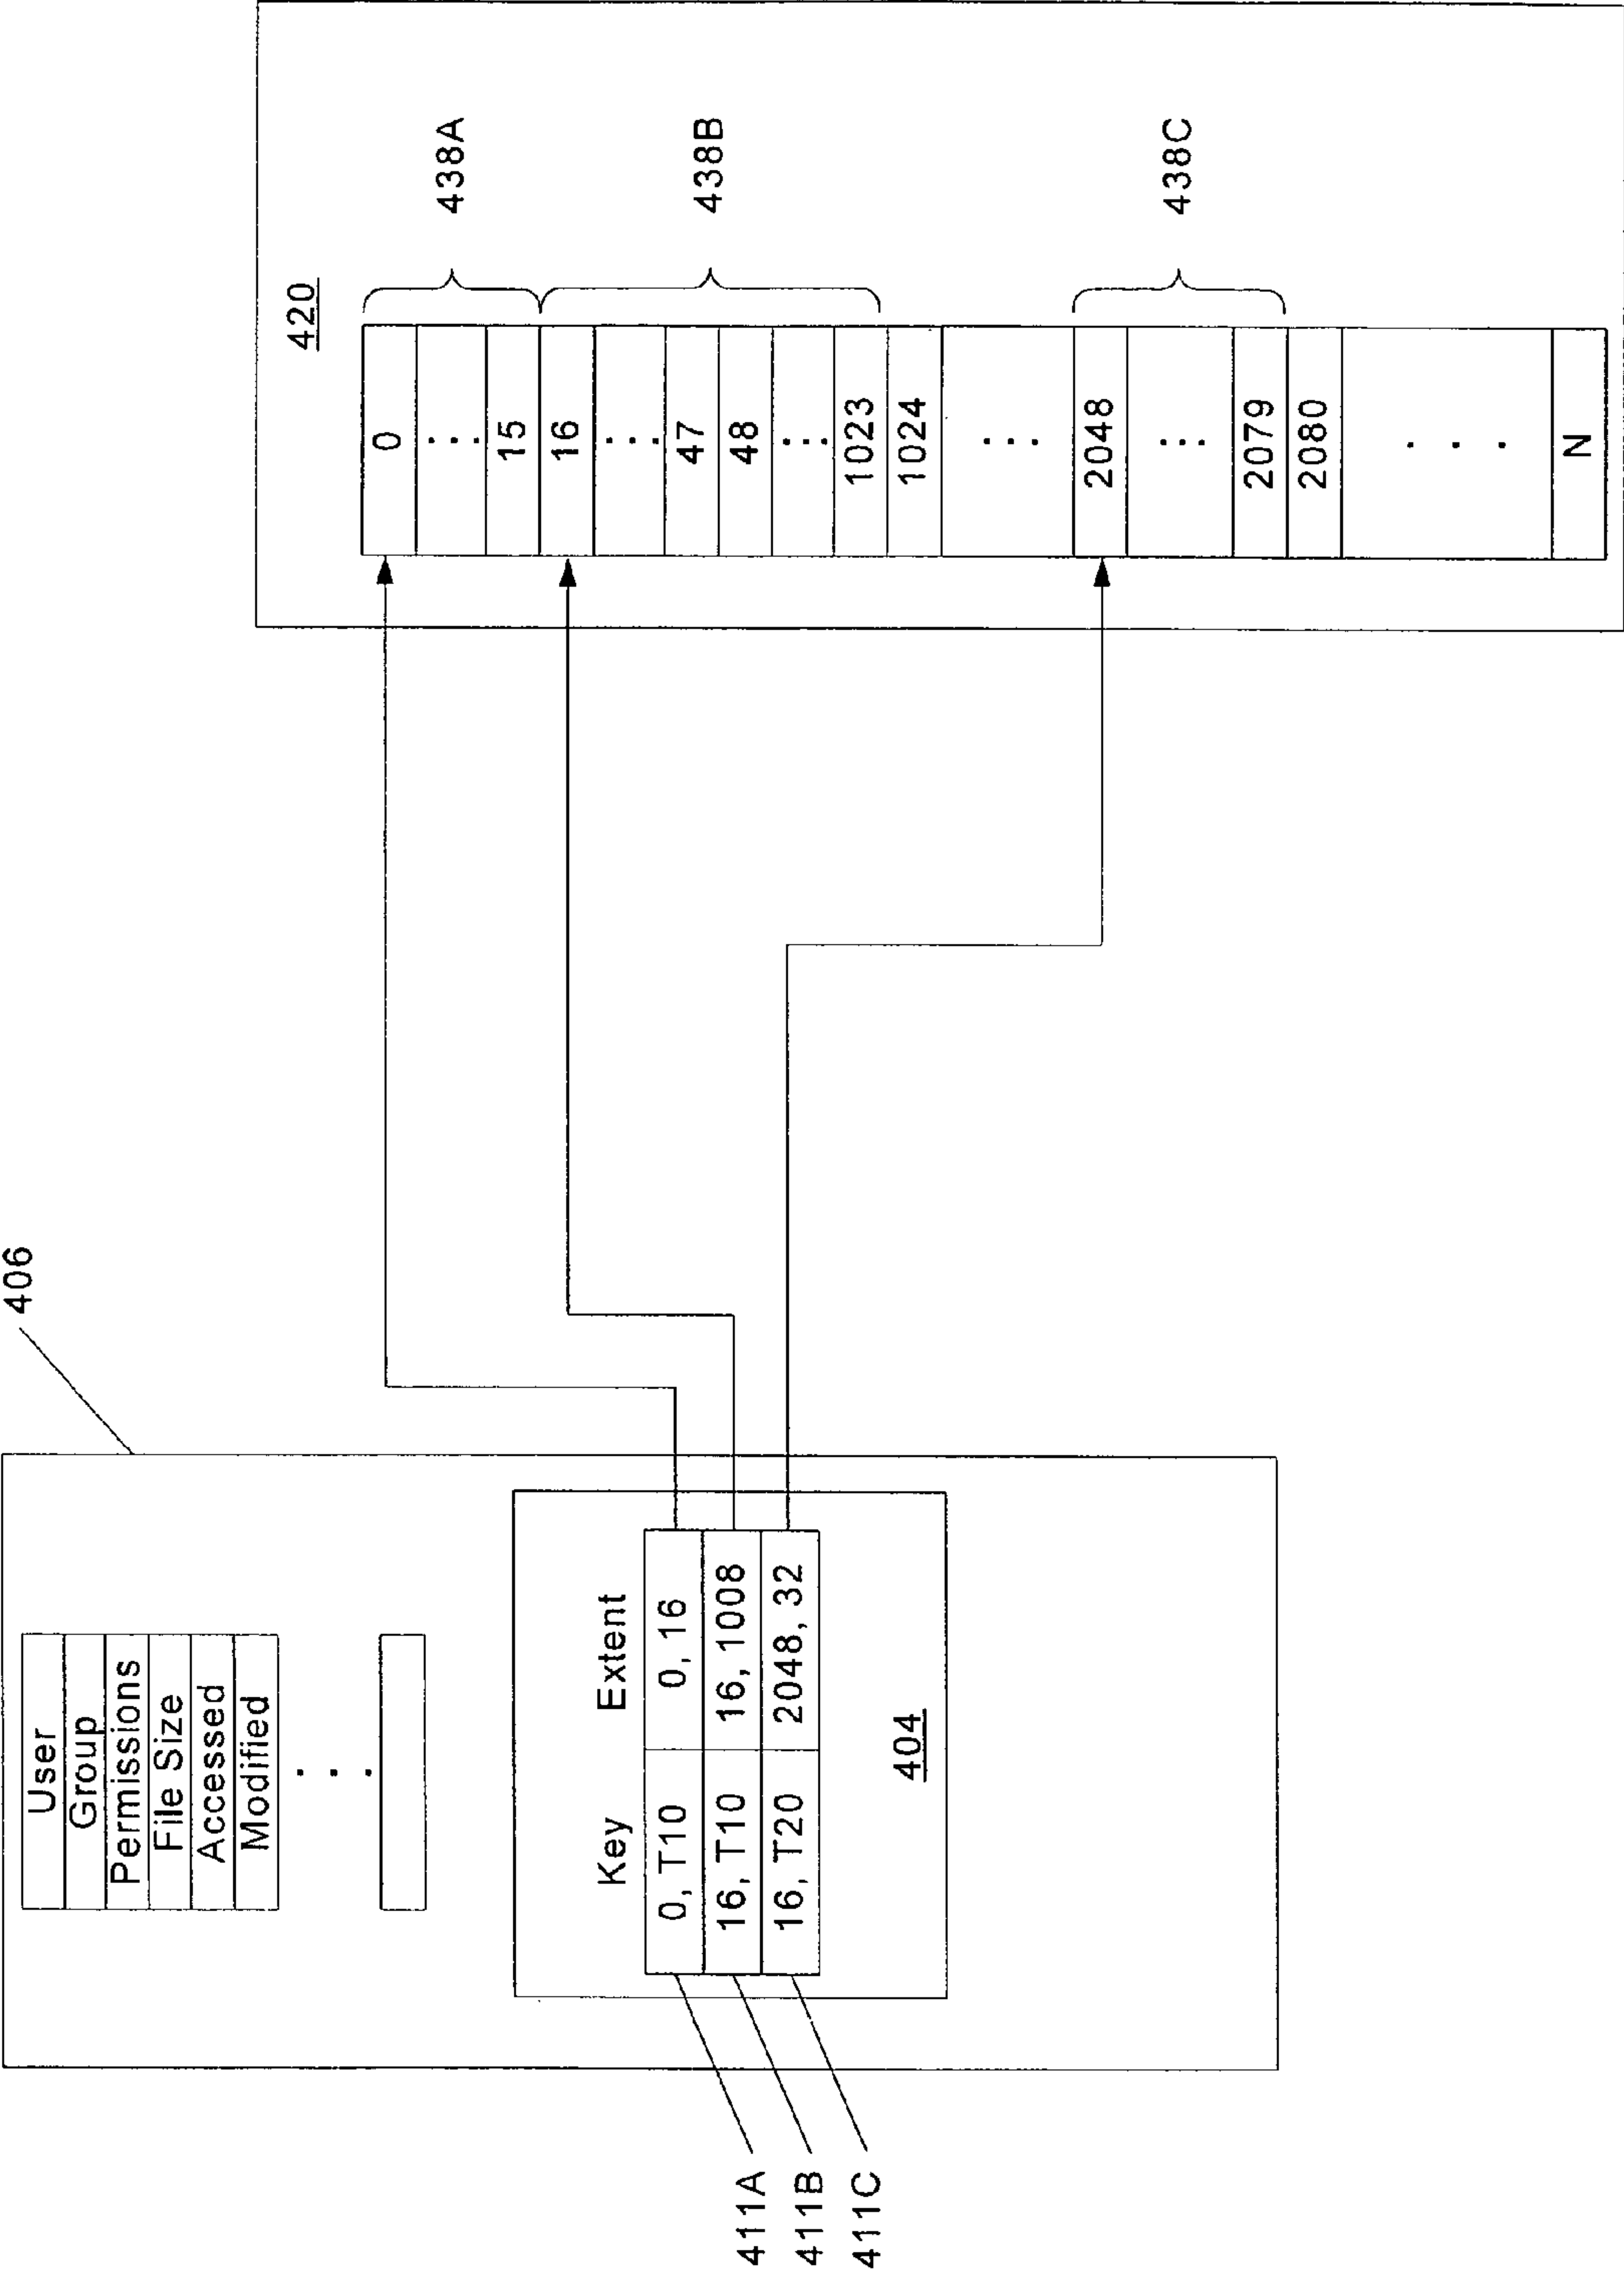 406
User
Group
Permissions
File Size
Accessed
Modified
. . .
Key Extent
0, T10 0, 16
16, T10 16, 1008
16, T20 2048, 32
404
411A
411B
411C
420
0
...
15
16
...
47
48
...
1023
1024
...
2048
...
2079
2080
. . .
N
438A
438B
438C